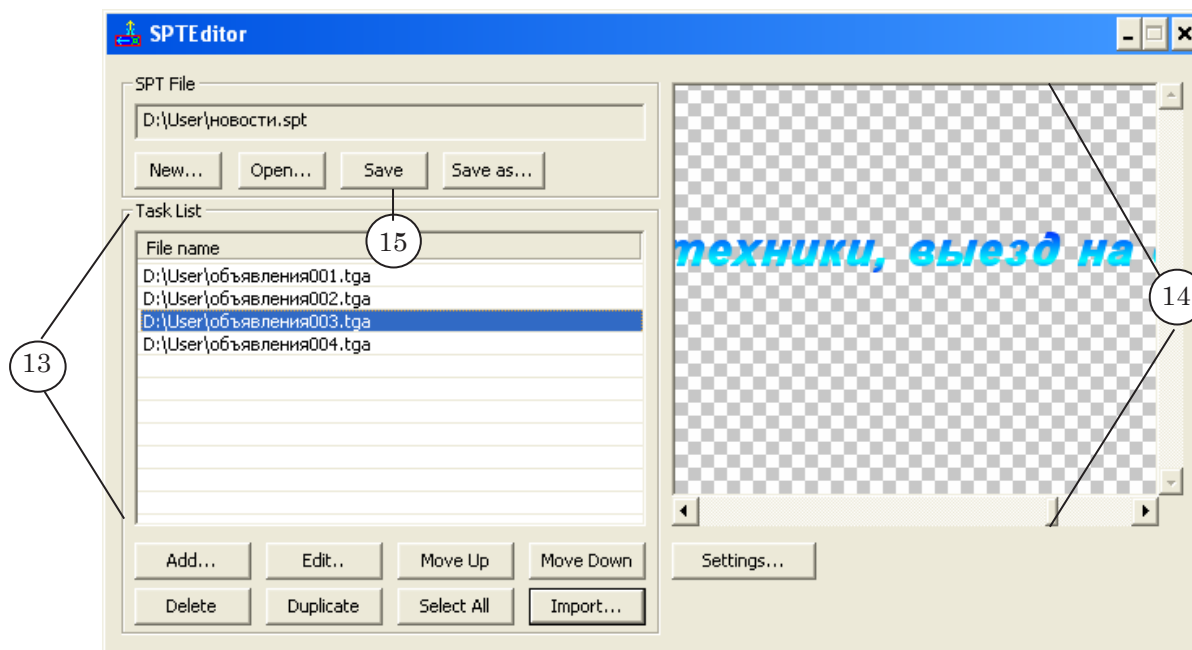 SPTEditor
SPT File
D:\User\новости.spt
New...
Open...
Save
Save as...
15
Task List
File name
D:\User\объявления001.tga
D:\User\объявления002.tga
D:\User\объявления003.tga
D:\User\объявления004.tga
13
Add...
Edit..
Move Up
Move Down
Delete
Duplicate
Select All
Import...
техники, выезд на
14
Settings...